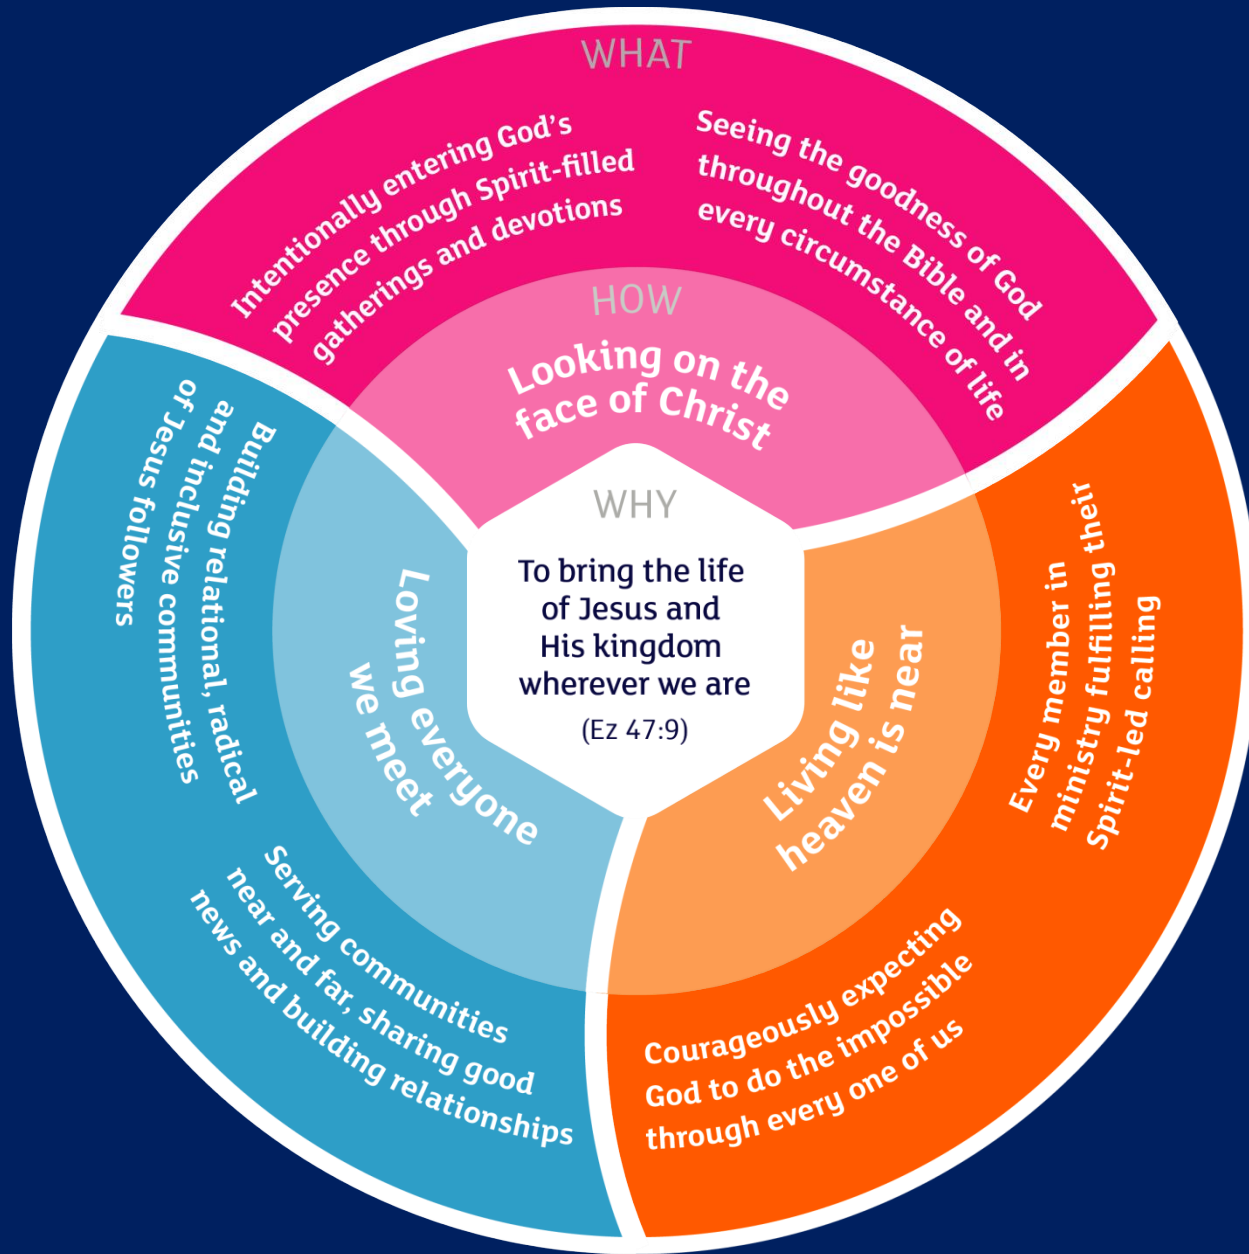 WHAT
Intentionally entering God's
presence through Spirit-filled
gatherings and devotions
Seeing the goodness of God
throughout the Bible and in
every circumstance of life
HOW
Looking on the
face of Christ
WHY
To bring the life
of Jesus and
His kingdom
wherever we are
(Ez 47:9)
Living like
heaven is near
Every member in
ministry fulfilling their
Spirit-led calling
Courageously expecting
God to do the impossible
through every one of us
Loving everyone
we meet
Building relational, radical
and inclusive communities
of Jesus followers
Serving communities
near and far, sharing good
news and building relationships